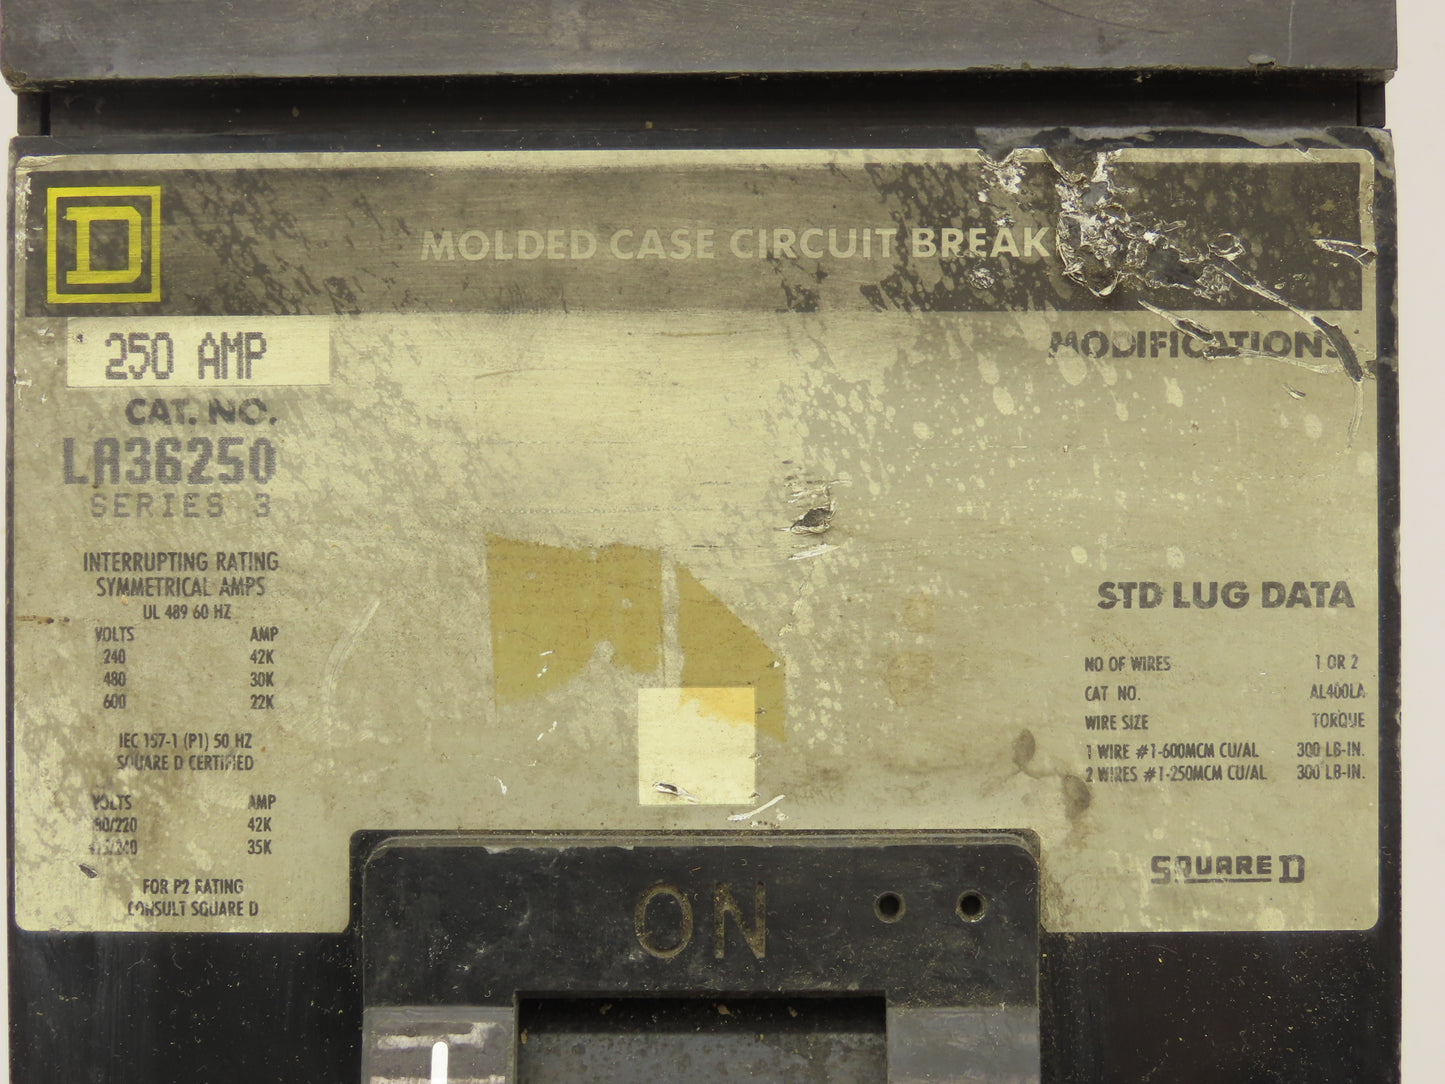 D
MOLDED CASE CIRCUIT BREAK
250 AMP
CAT. NO.
LA36250
SERIES 3
INTERRUPTING RATING
SYMMETRICAL AMPS
UL 489 60 HZ
VOLTS AMP
240 42K
480 30K
600 22K
IEC 157-1 (P1) 50 HZ
SQUARE D CERTIFIED
VOLTS AMP
42K
35K
FOR P2 RATING
CONSULT SQUARE D
MODIFICATIONS
STD LUG DATA
NO OF WIRES 1 OR 2
CAT NO. AL400LA
WIRE SIZE TORQUE
1 WIRE #1-600MCM CU/AL 300 LB-IN.
2 WIRES #1-250MCM CU/AL 300 LB-IN.
SQUARE D
ON